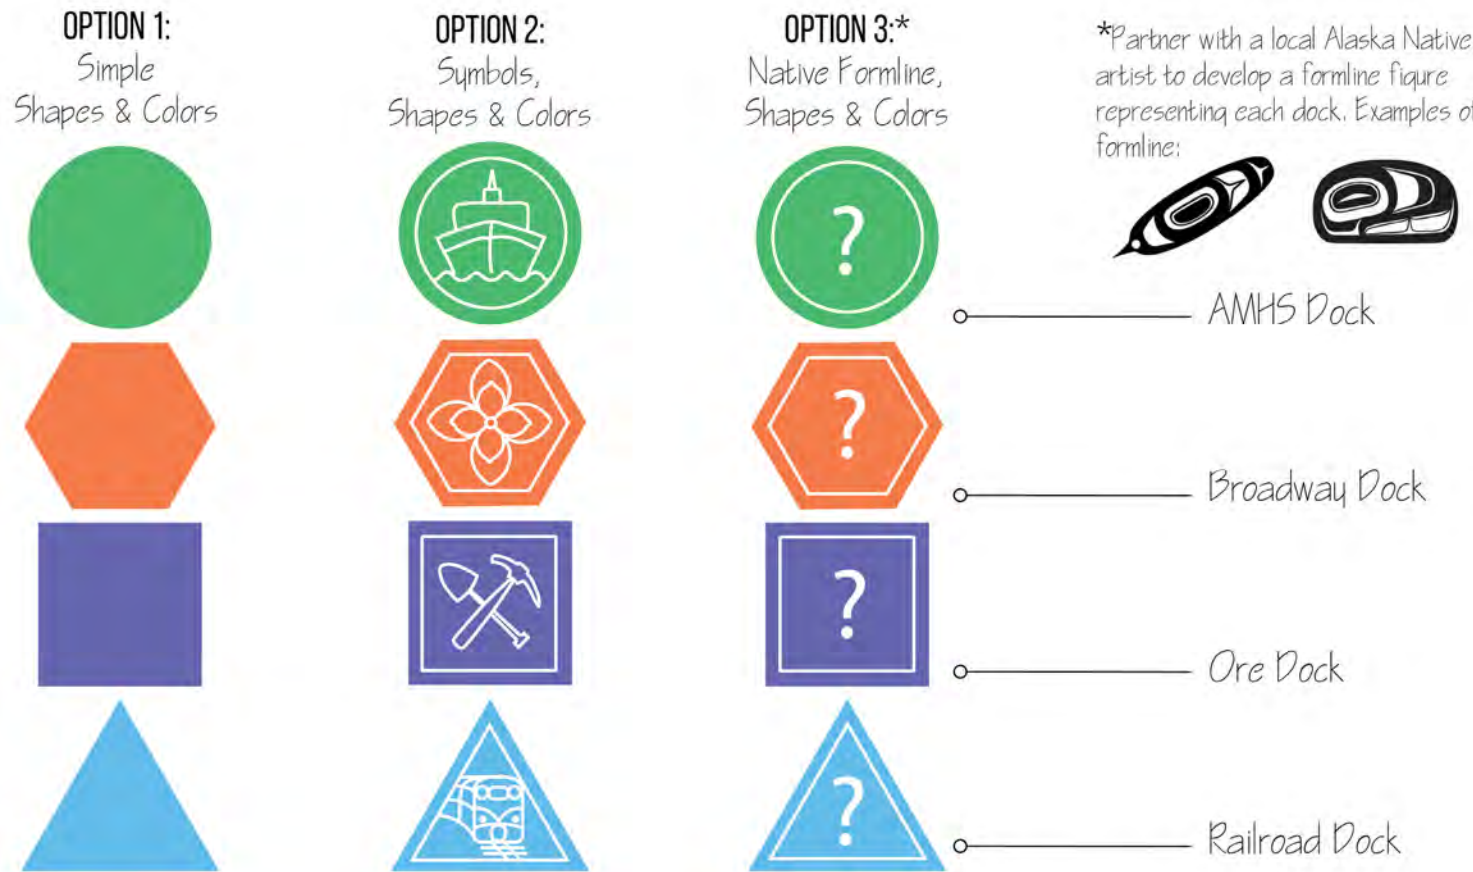 OPTION 1:
Simple
Shapes & Colors
OPTION 2:
Symbols,
Shapes & Colors
OPTION 3:*
Native Formline,
Shapes & Colors
*Partner with a local Alaska Native
artist to develop a formline figure
representing each dock. Examples of
formline:
?
AMHS Dock
?
Broadway Dock
?
Ore Dock
?
Railroad Dock